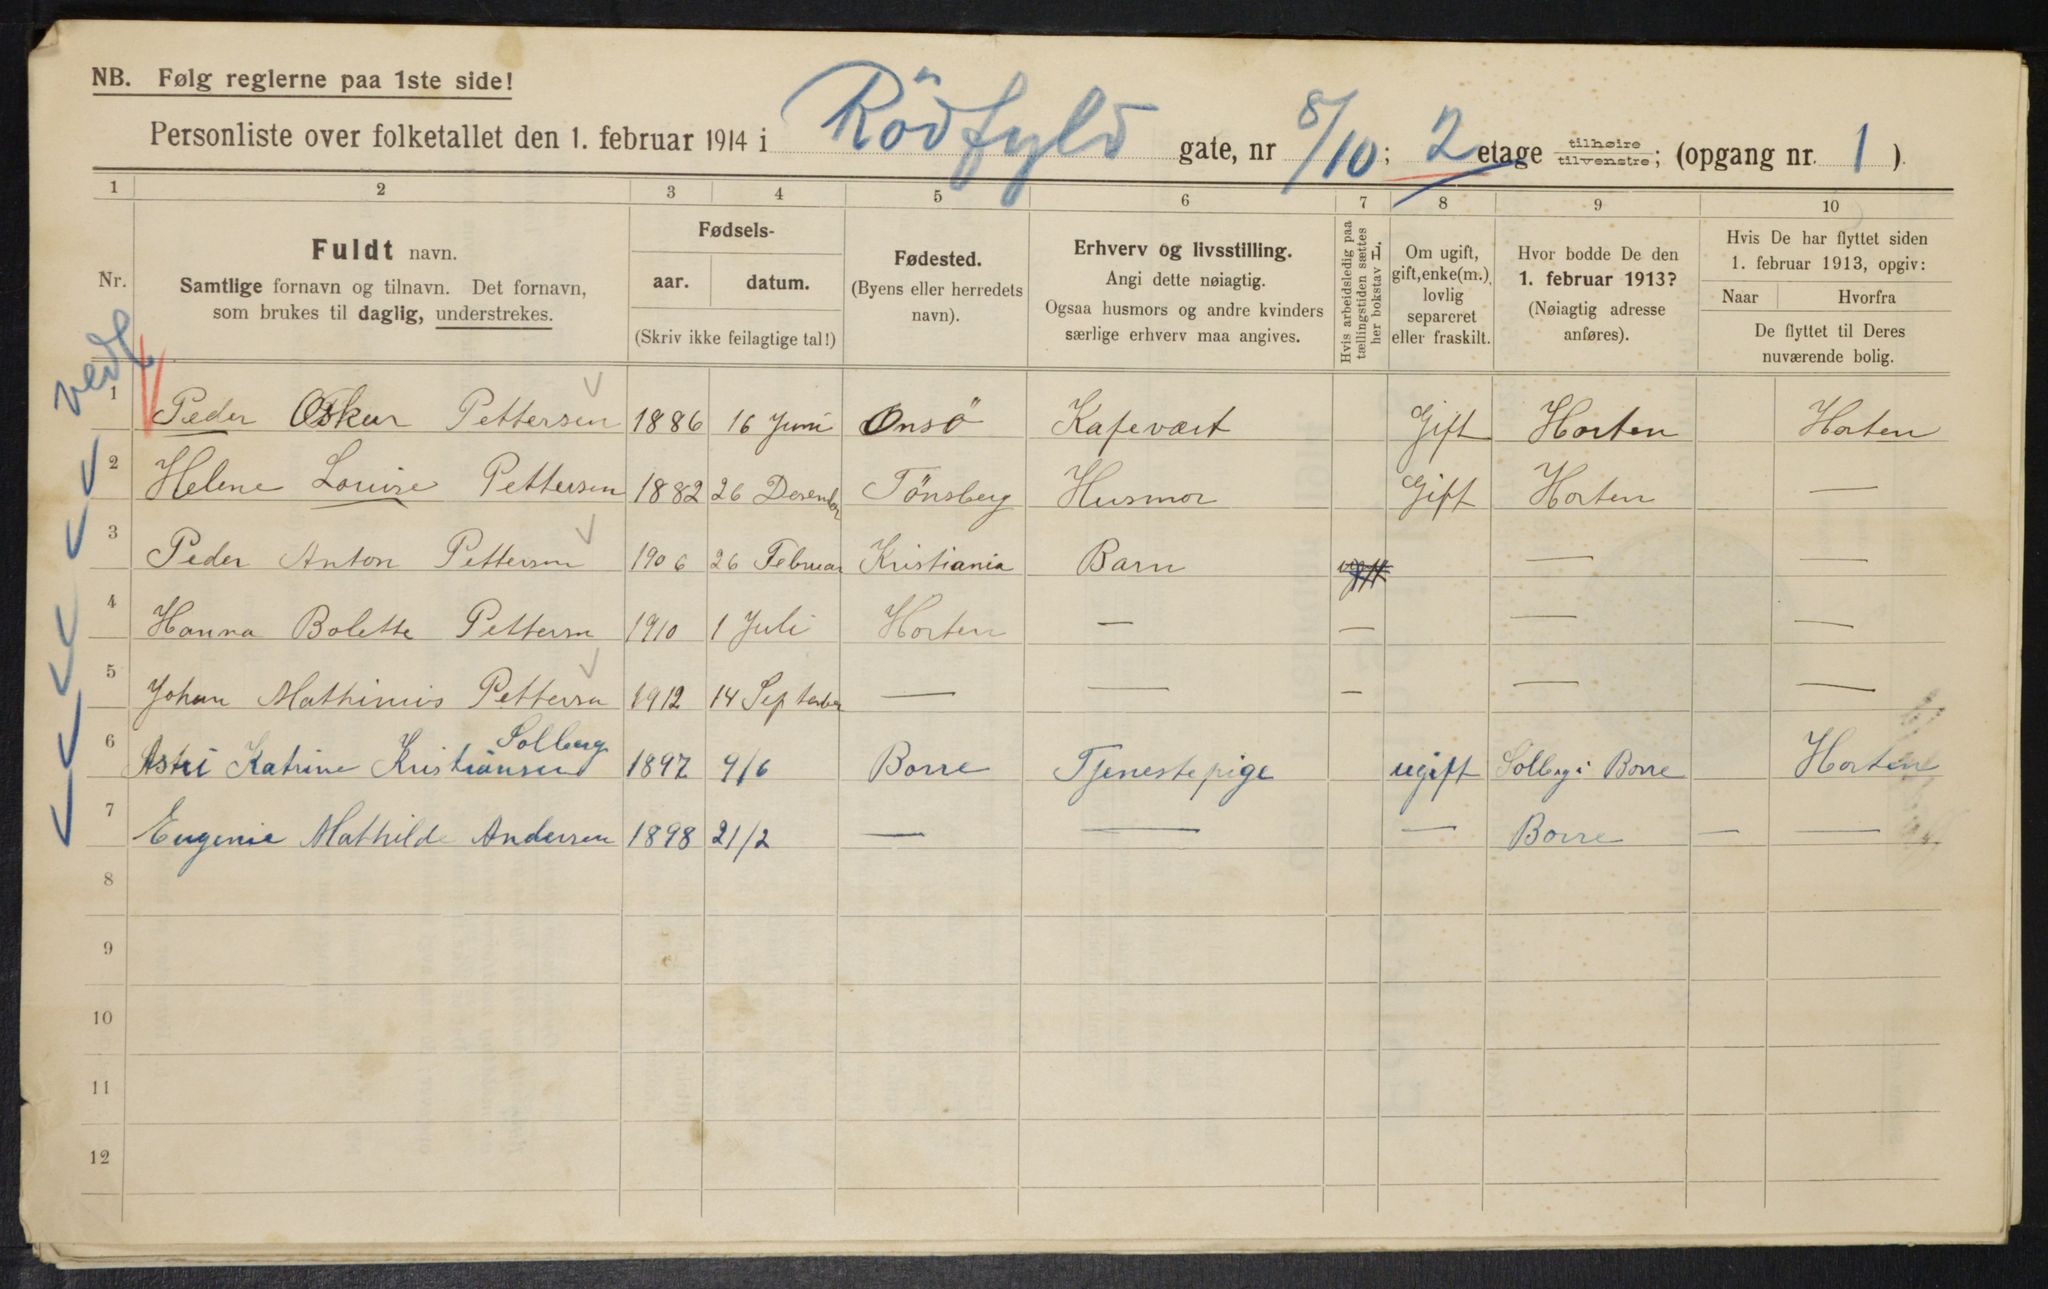 NB. Følg reglerne paa 1ste side!
Personliste over folketallet den 1. februar 1914 i Rödfyld gate, nr 8/10; 2 etage tilhøire tilvenstre; (opgang nr. 1)
1 2 3 4 5 6 7 8 9 10
Nr.
Fuldt navn.
Samtlige fornavn og tilnavn. Det fornavn,
som brukes til daglig, understrekes.
Fødsels-
aar. datum.
(Skriv ikke feilagtige tal!)
Fødested.
(Byens eller herredets
navn).
Erhverv og livsstilling.
Angi dette nøiagtig.
Ogsaa husmors og andre kvinders
særlige erhverv maa angives.
Hvis arbeidsledig paa
tællingstiden sættes
her bokstav L.
Om ugift,
gift, enke(m.),
lovlig
separeret
eller fraskilt.
Hvor bodde De den
1. februar 1913?
(Nøiagtig adresse
anføres).
Hvis De har flyttet siden
1. februar 1913, opgiv:
Naar Hvorfra
De flyttet til Deres
nuværende bolig.
1 Peder Oskar Pettersen 1886 16 Juni Onsö Kafevært Gift Horten Horten
2 Helene Louise Pettersen 1882 26 Desember Tönsberg Husmor Gift Horten —
3 Peder Anton Pettersen 1906 26 Februar Kristiania Barn — —
4 Hanna Bolette Pettersn 1910 1 Juli Horten — — — —
5 Johan Mathinius Pettersn 1912 14 September — — — — —
Solberg
6 Astri Katrine Kristiansen 1897 9/6 Borre Tjenestepige ugift Solberg i Borre Horten
7 Eugenie Mathilde Andersen 1898 21/2 — — — Borre — —
8
9
10
11
12